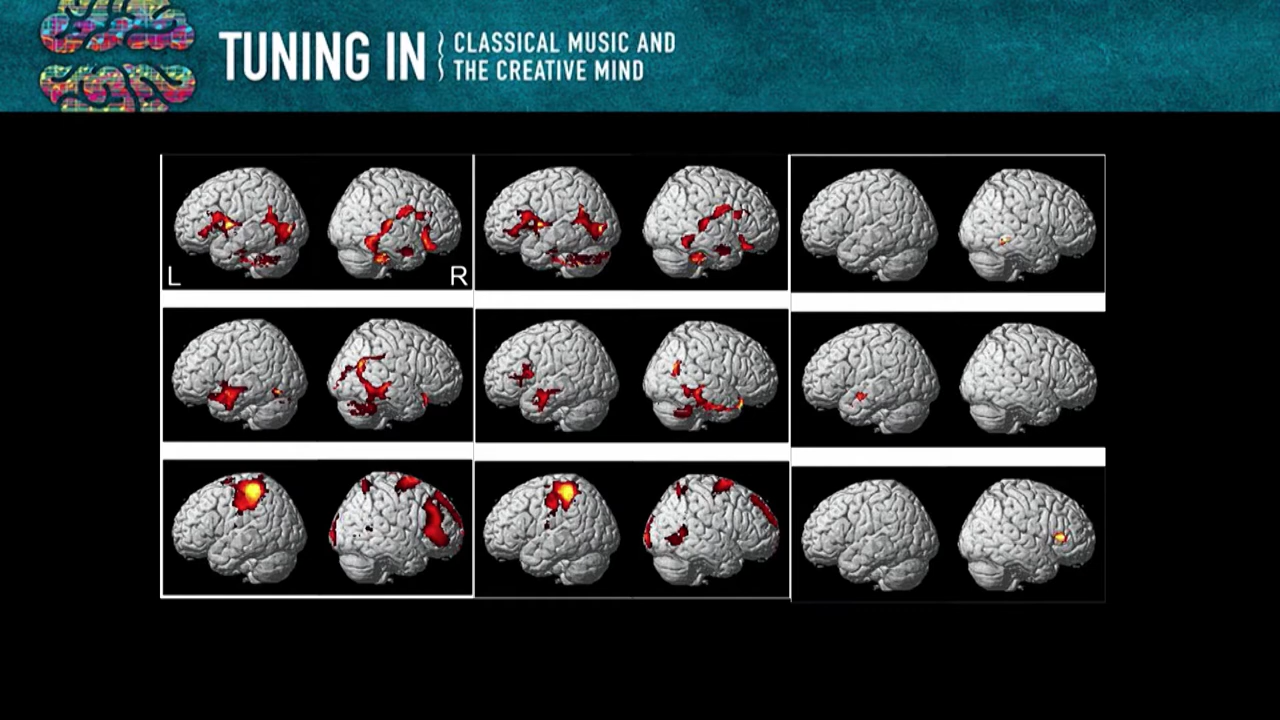 TUNING IN
CLASSICAL MUSIC AND
THE CREATIVE MIND
L
R